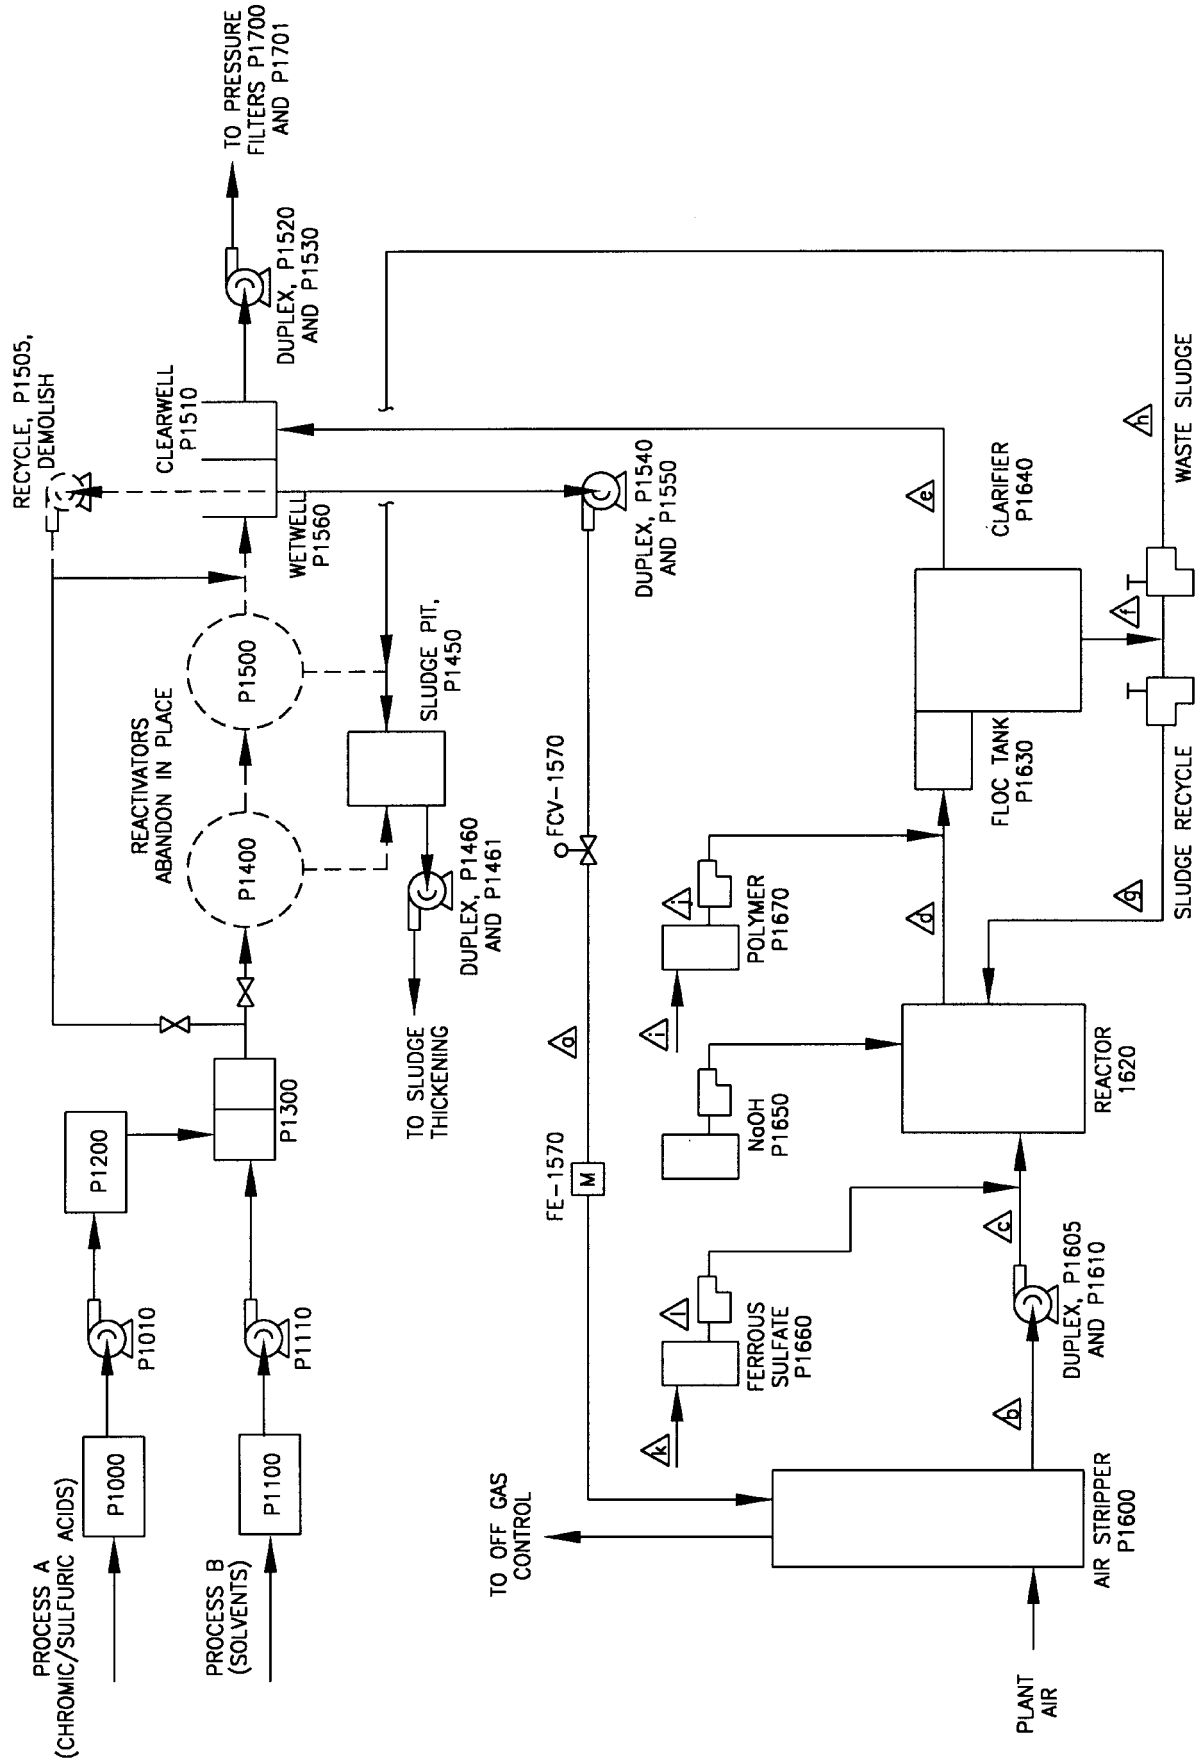 PROCESS A
(CHROMIC/SULFURIC ACIDS)
P1000
P1010
P1200
PROCESS B
(SOLVENTS)
P1100
P1110
P1300
REACTIVATORS
ABANDON IN PLACE
P1400
P1500
RECYCLE, P1505,
DEMOLISH
CLEARWELL
P1510
WETWELL
P1560
DUPLEX, P1520
AND P1530
TO PRESSURE
FILTERS P1700
AND P1701
SLUDGE PIT,
P1450
DUPLEX, P1460
AND P1461
TO SLUDGE
THICKENING
TO OFF GAS
CONTROL
FE-1570
M
a
FCV-1570
DUPLEX, P1540
AND P1550
k
l
FERROUS
SULFATE
P1660
NaOH
P1650
i
j
POLYMER
P1670
PLANT
AIR
AIR STRIPPER
P1600
b
DUPLEX, P1605
AND P1610
c
REACTOR
1620
d
FLOC TANK
P1630
e
CLARIFIER
P1640
f
g
SLUDGE RECYCLE
h
WASTE SLUDGE